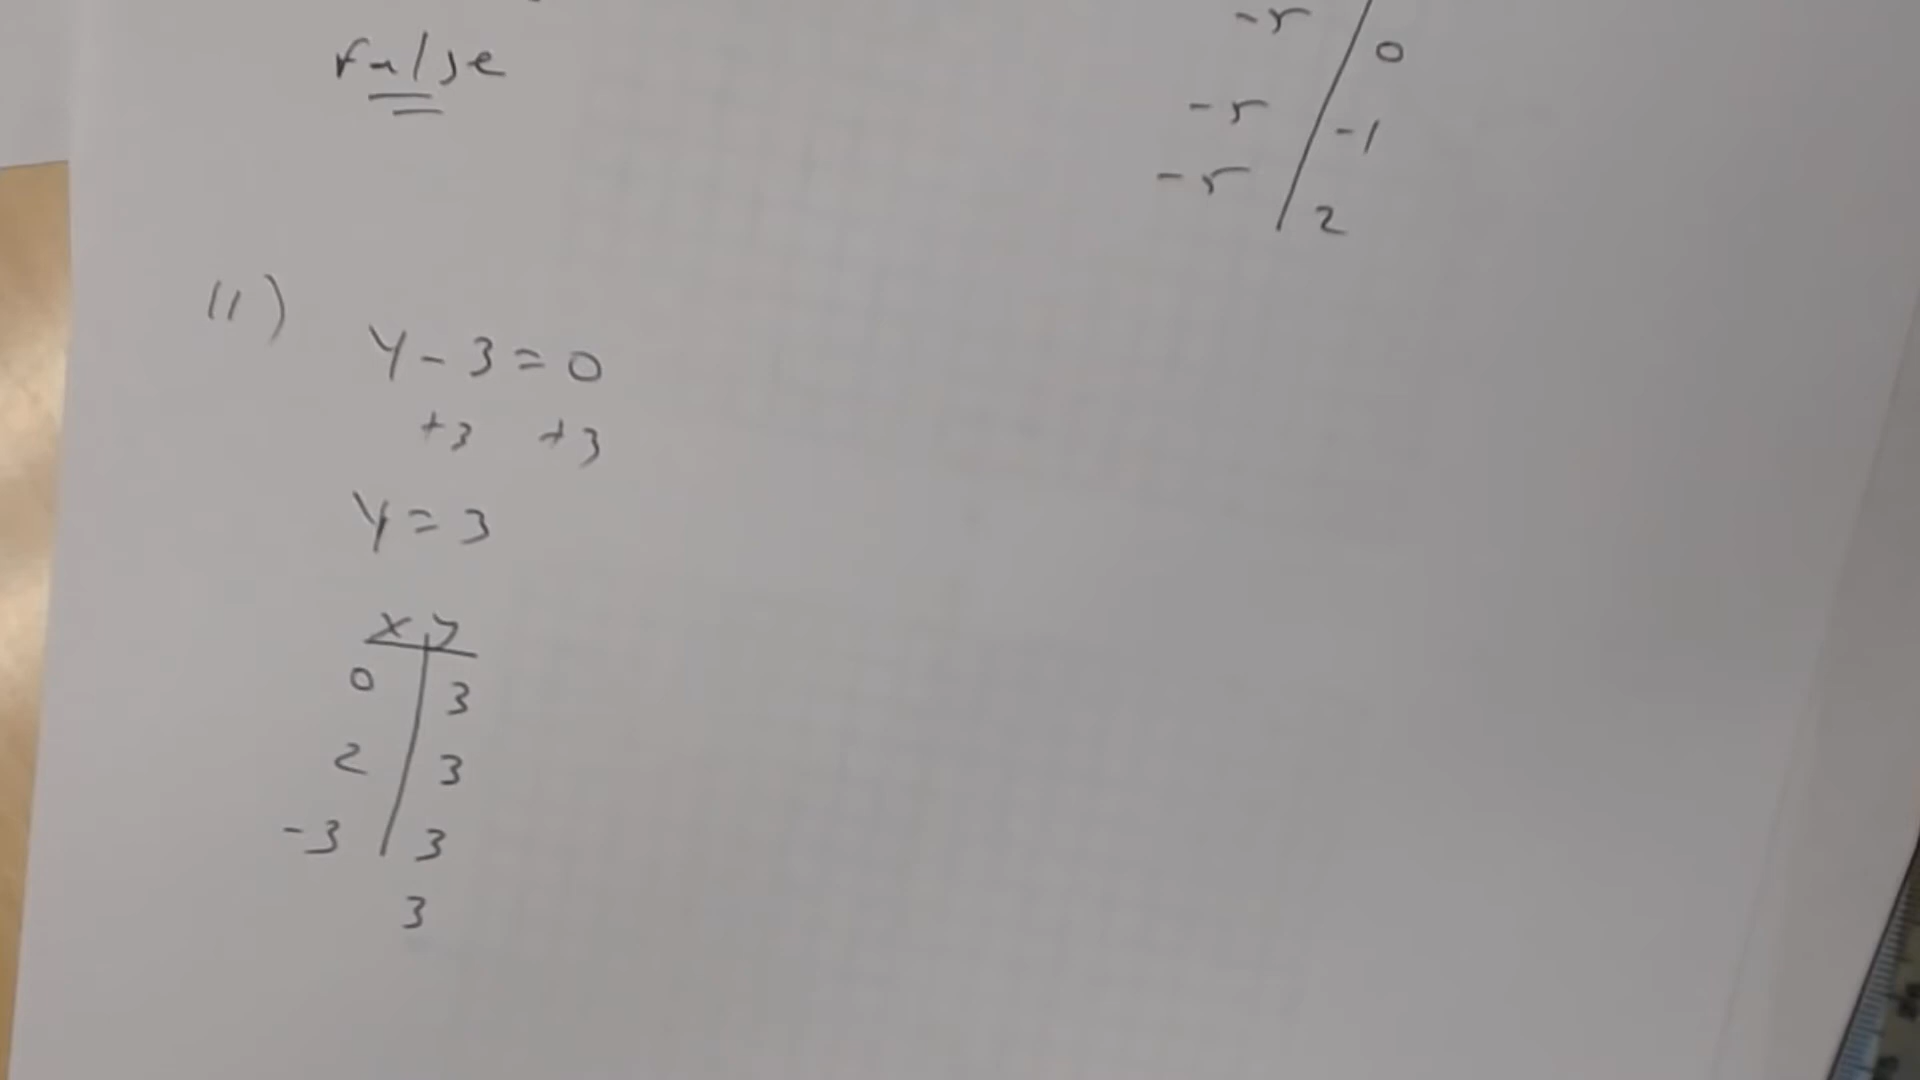 False
-5 0
-5 -1
-5 2
11)
y - 3 = 0
+3 +3
y = 3
x y
0 3
2 3
-3 3
3